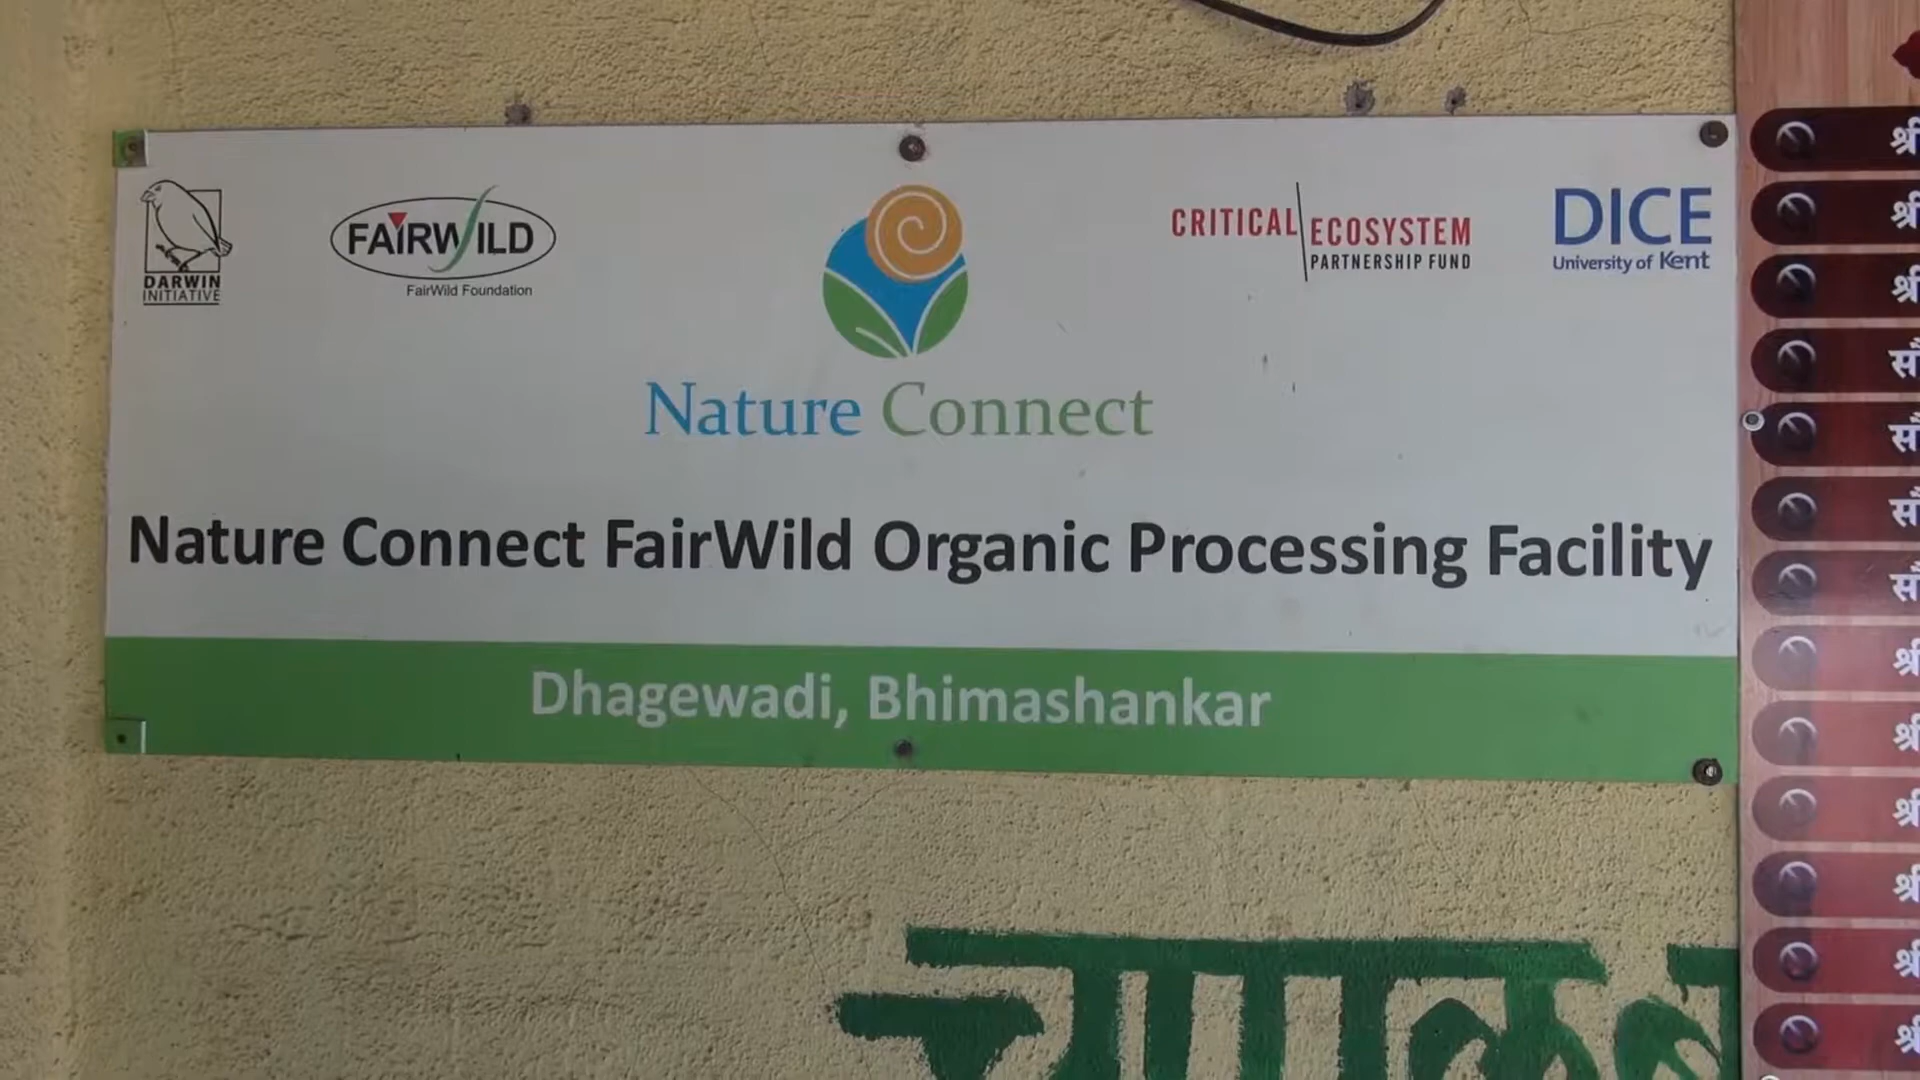 DARWIN
INITIATIVE
FAIRWILD
FairWild Foundation
CRITICAL ECOSYSTEM
PARTNERSHIP FUND
DICE
University of Kent
Nature Connect
Nature Connect FairWild Organic Processing Facility
Dhagewadi, Bhimashankar
श्री
श्री
श्री
सौ
सौ
सौ
सौ
श्री
श्री
श्री
श्री
श्री
श्री